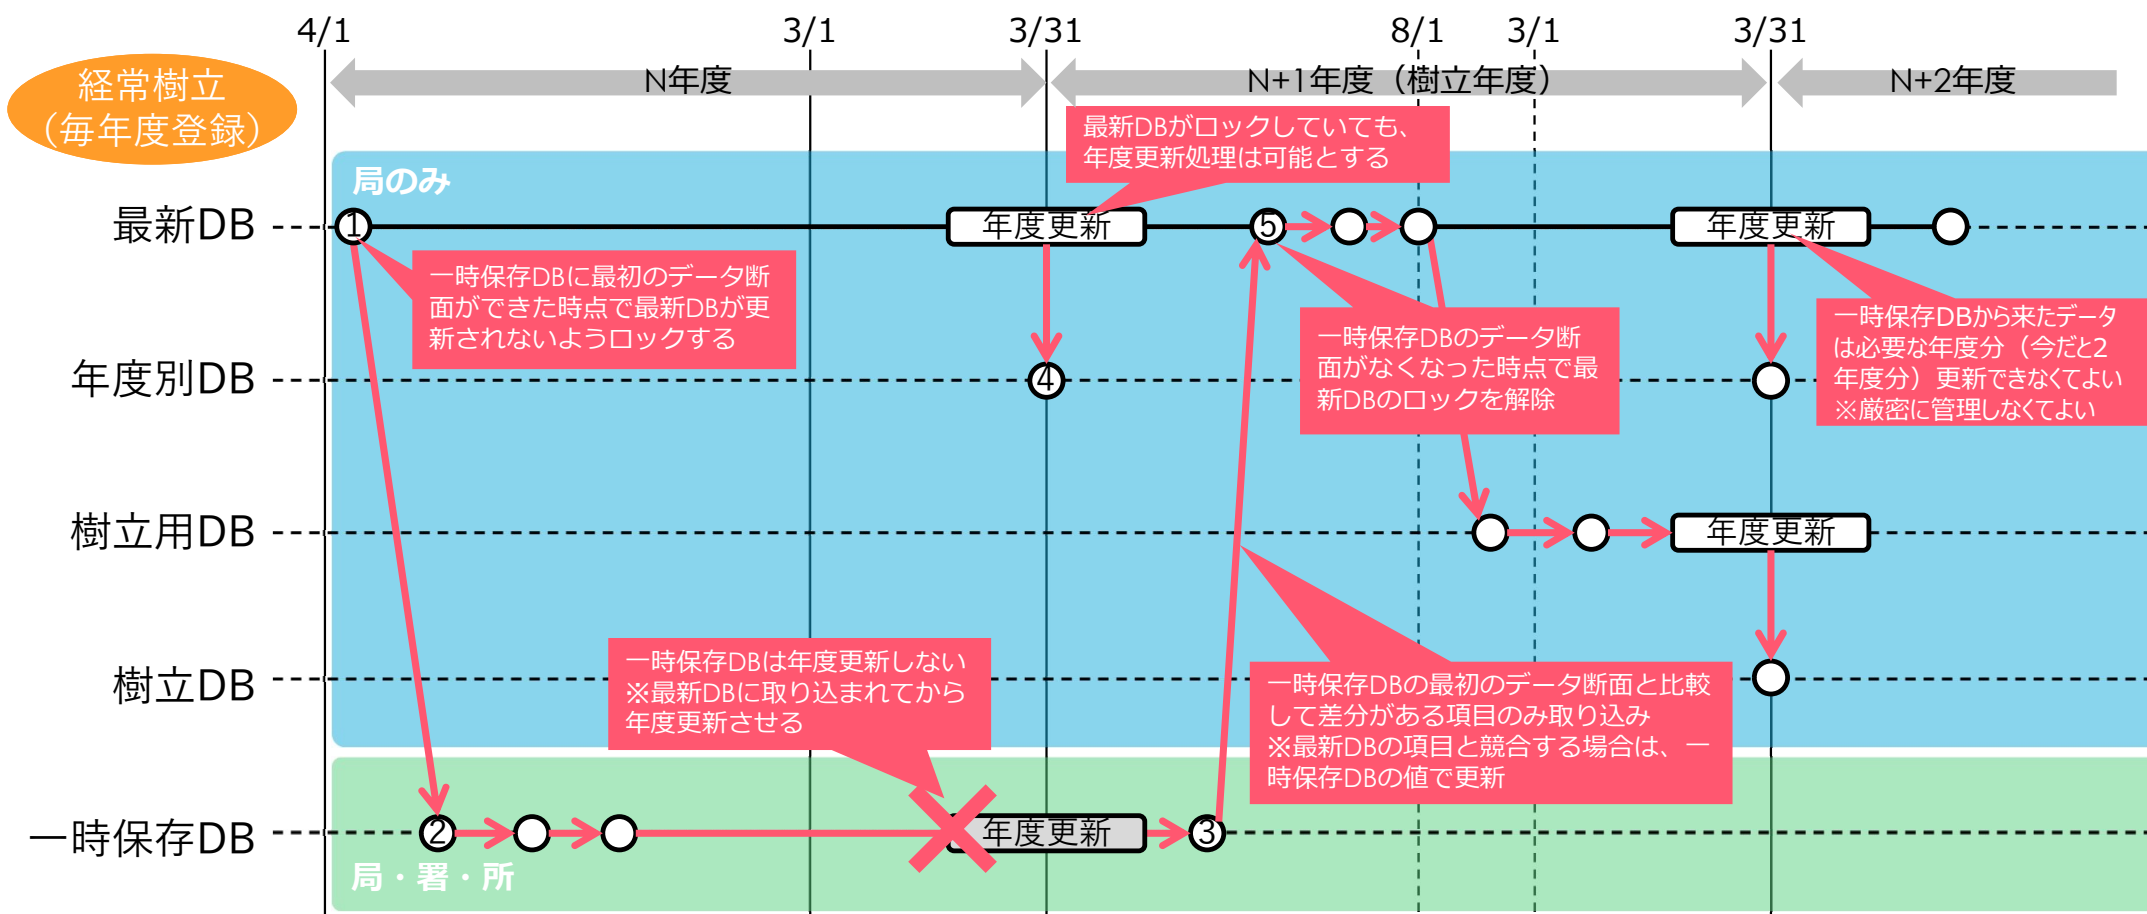 4/1
3/1
3/31
8/1
3/1
3/31
N年度
N+1年度（樹立年度）
N+2年度
経常樹立
（毎年度登録）
最新DBがロックしていても、
年度更新処理は可能とする
局のみ
最新DB
①
年度更新
⑤
年度更新
一時保存DBに最初のデータ断
面ができた時点で最新DBが更
新されないようロックする
一時保存DBのデータ断
面がなくなった時点で最
新DBのロックを解除
一時保存DBから来たデータ
は必要な年度分（今だと2
年度分）更新できなくてよい
※厳密に管理しなくてよい
年度別DB
④
樹立用DB
年度更新
樹立DB
一時保存DBは年度更新しない
※最新DBに取り込まれてから
年度更新させる
一時保存DBの最初のデータ断面と比較
して差分がある項目のみ取り込み
※最新DBの項目と競合する場合は、一
時保存DBの値で更新
一時保存DB
②
年度更新
③
局・署・所